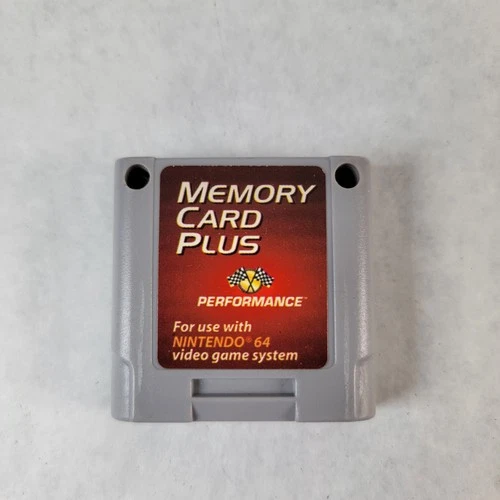 MEMORY
CARD
PLUS
PERFORMANCE™
For use with
NINTENDO® 64
video game system